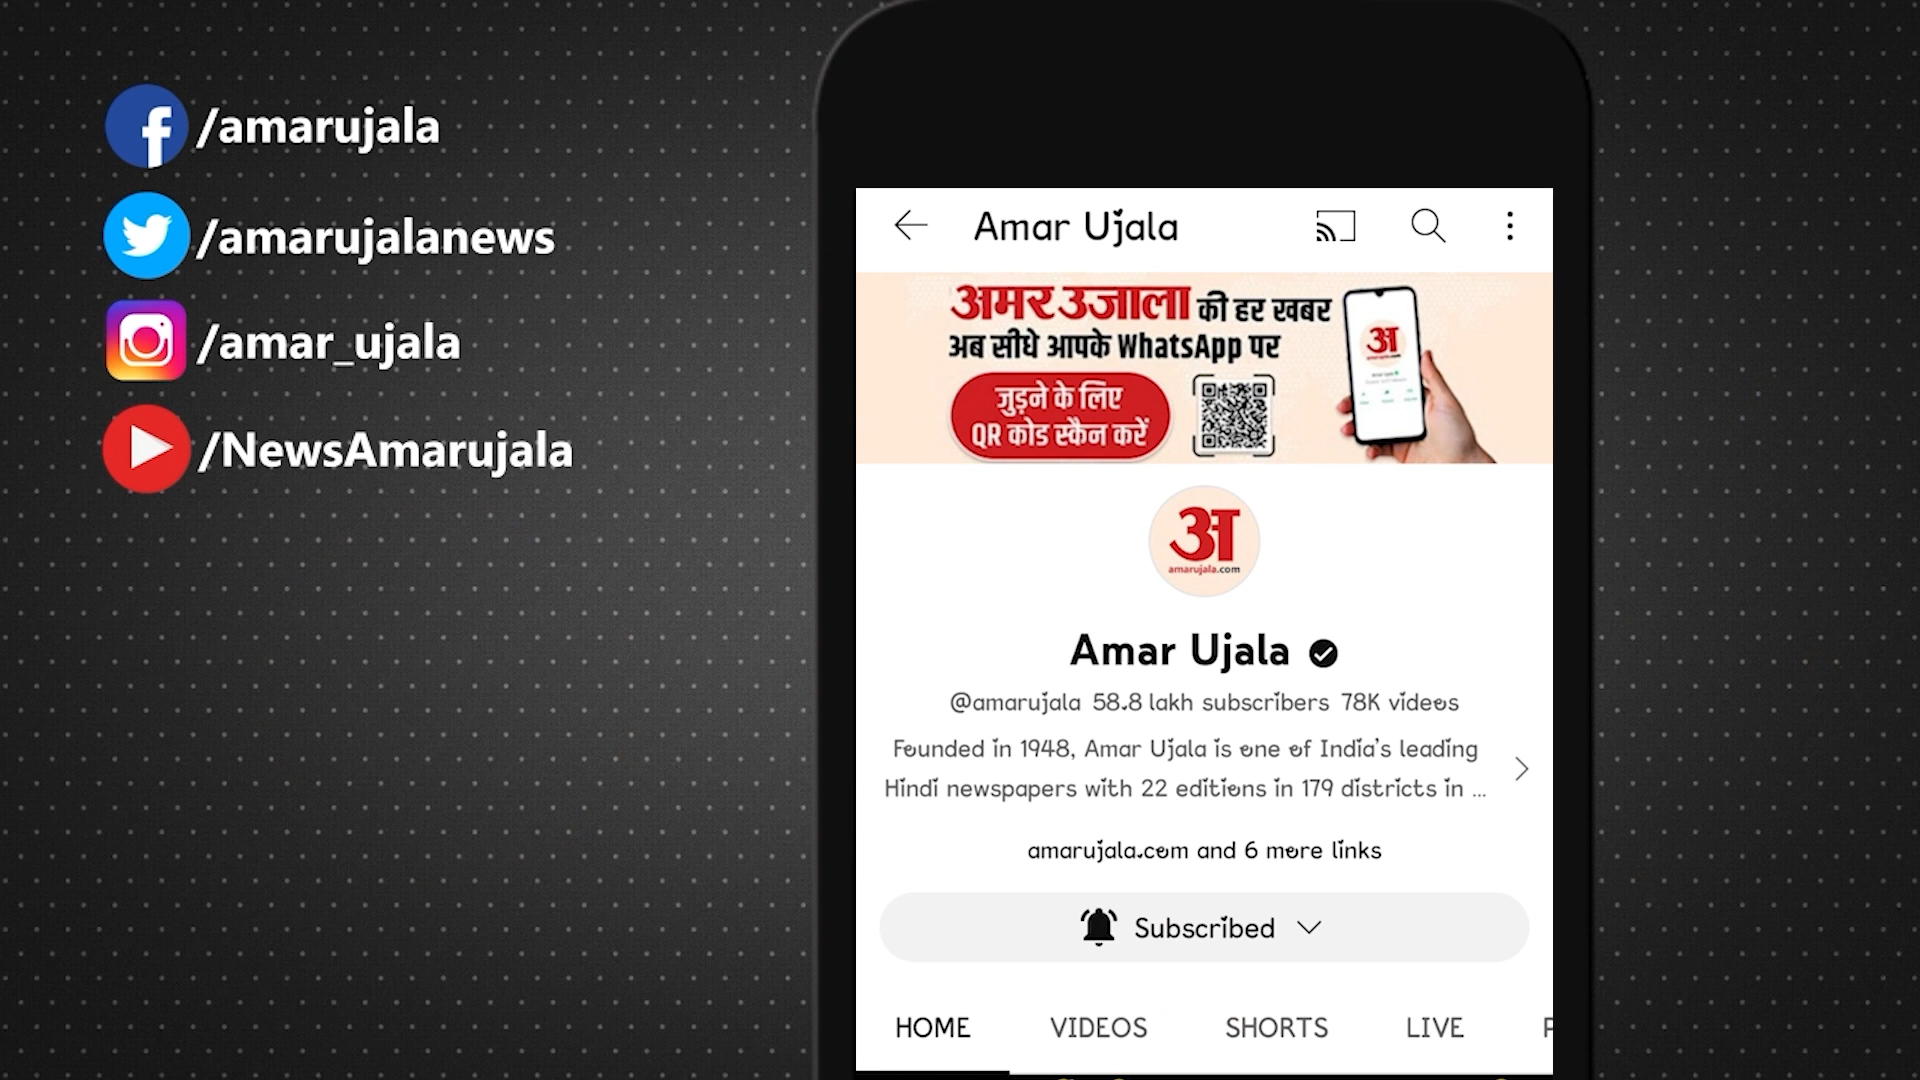 /amarujala
/amarujalanews
/amar_ujala
/NewsAmarujala
Amar Ujala
अमर उजाला की हर खबर
अब सीधे आपके WhatsApp पर
जुड़ने के लिए
QR कोड स्कैन करें
अ
अ
amarujala.com
Amar Ujala
@amarujala 58.8 lakh subscribers 78K videos
Founded in 1948, Amar Ujala is one of India's leading
Hindi newspapers with 22 editions in 179 districts in ...
amarujala.com and 6 more links
Subscribed
HOME VIDEOS SHORTS LIVE